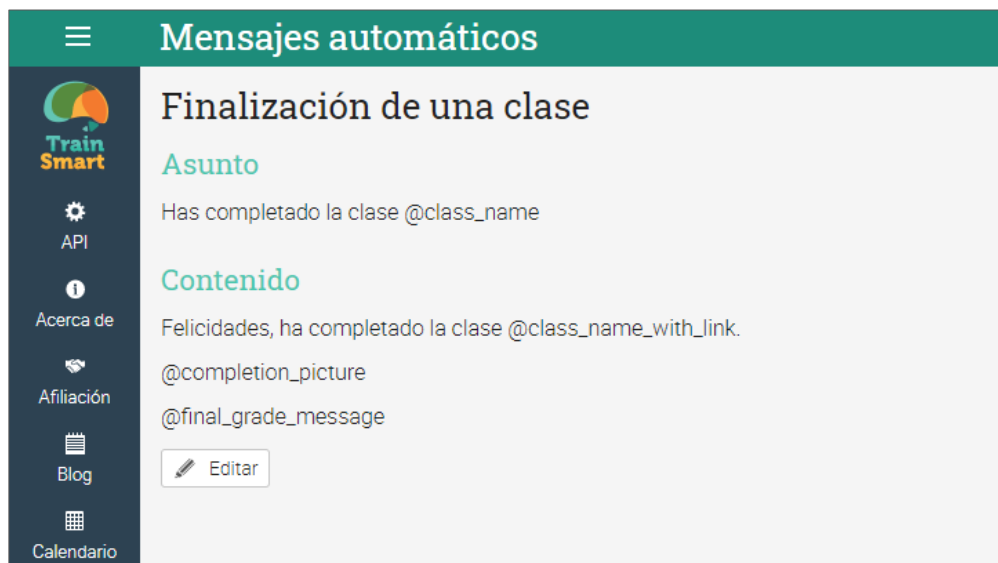 Mensajes automáticos
Train
Smart
API
Acerca de
Afiliación
Blog
Calendario
Finalización de una clase
Asunto
Has completado la clase @class_name
Contenido
Felicidades, ha completado la clase @class_name_with_link.
@completion_picture
@final_grade_message
Editar